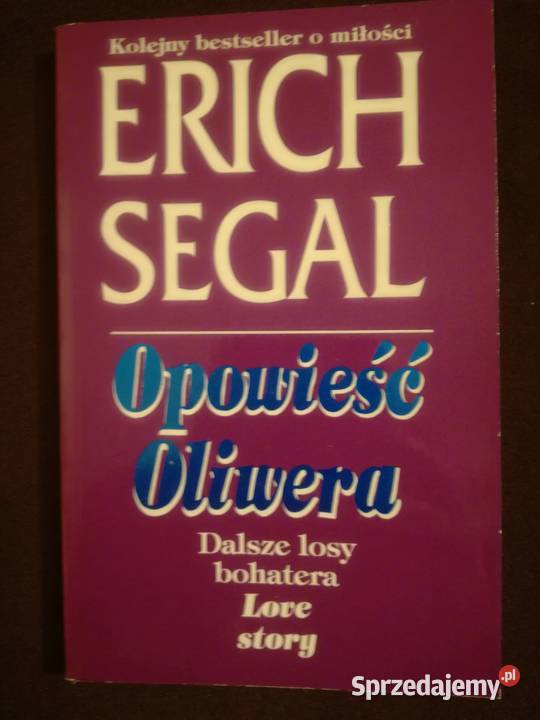 Kolejny bestseller o miłości
ERICH
SEGAL
Opowieść
Oliwera
Dalsze losy
bohatera
Love
story
Sprzedajemy.pl